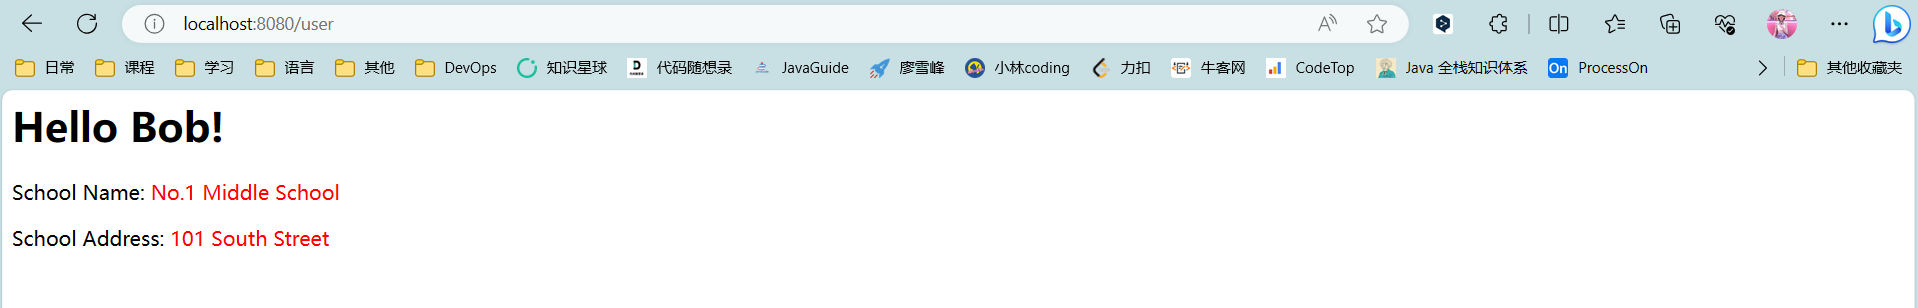 localhost:8080/user
日常 课程 学习 语言 其他 DevOps 知识星球 代码随想录 JavaGuide 廖雪峰 小林coding 力扣 牛客网 CodeTop Java 全栈知识体系 On ProcessOn 其他收藏夹
Hello Bob!
School Name: No.1 Middle School
School Address: 101 South Street